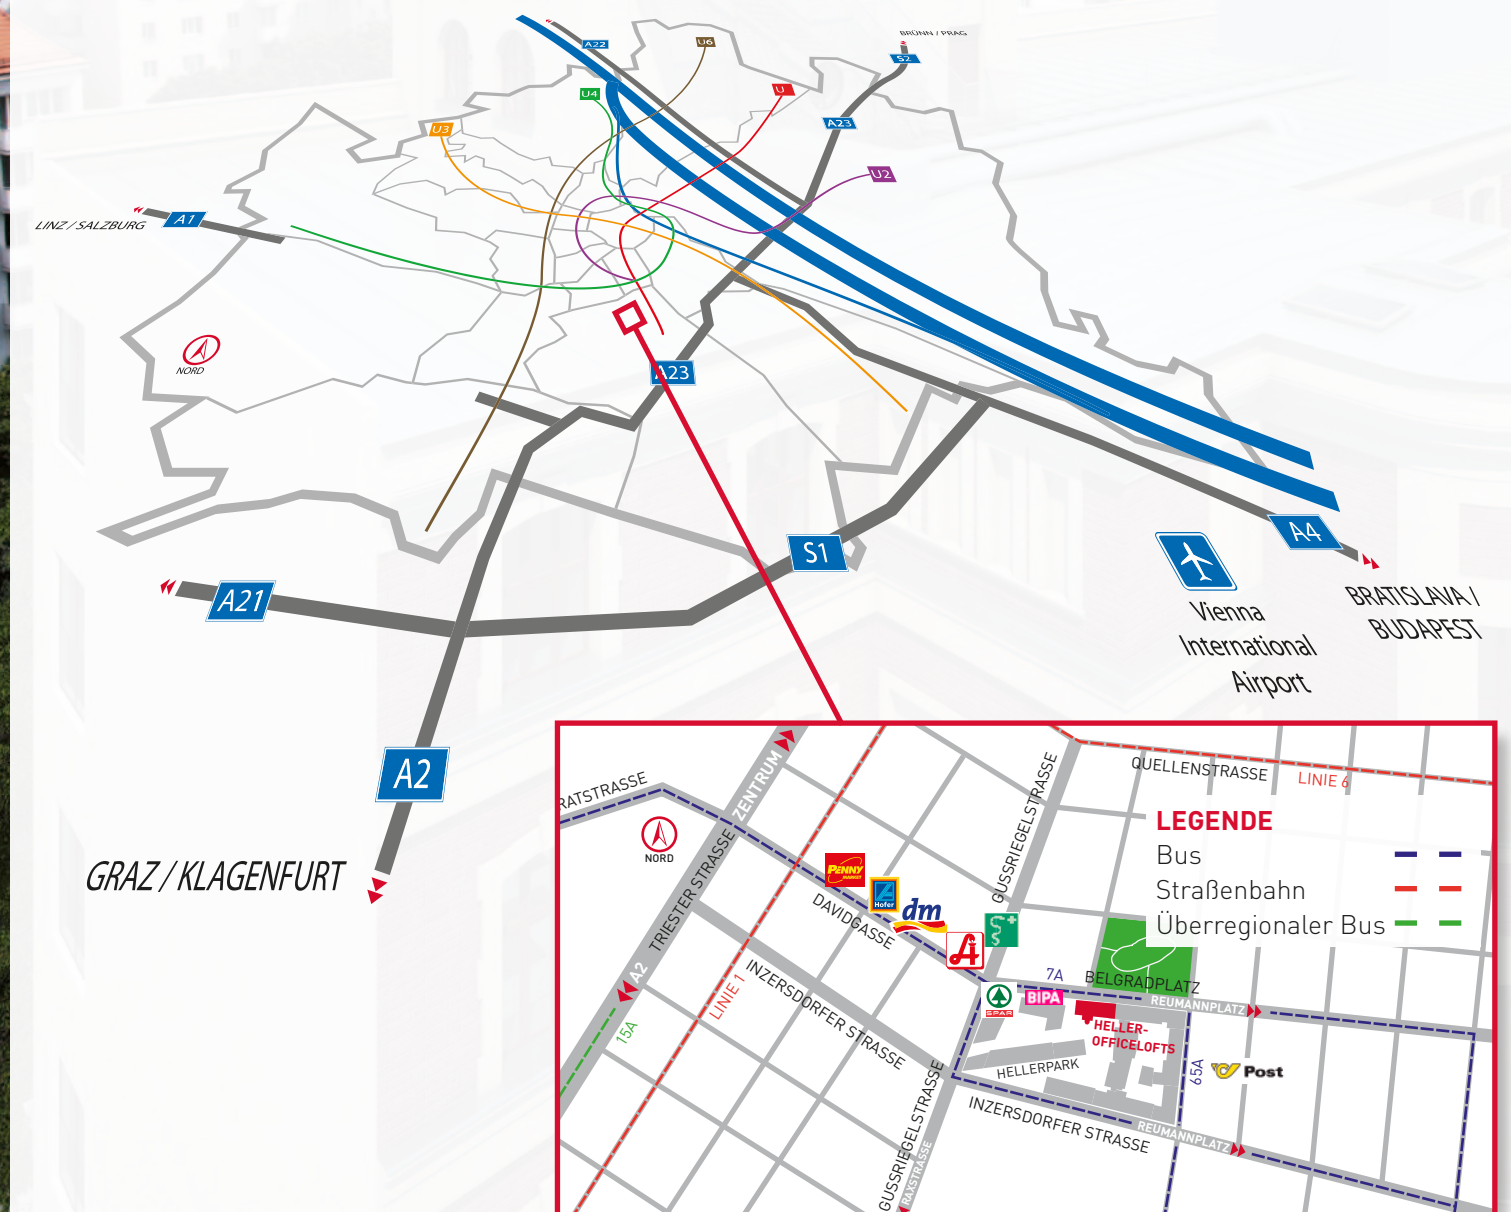 BRÜNN / PRAG
A22
U6
S2
U4
U
A23
U3
U2
LINZ / SALZBURG
A1
NORD
A23
S1
A4
A21
Vienna
International
Airport
BRATISLAVA /
BUDAPEST
A2
GRAZ / KLAGENFURT
RATSTRASSE
ZENTRUM
NORD
TRIESTER STRASSE
A2
15A
LINIE 1
PENNY
MARKET
Hofer
dm
DAVIDGASSE
INZERSDORFER STRASSE
GUSSRIEGELSTRASSE
QUELLENSTRASSE
LINIE 6
LEGENDE
Bus
Straßenbahn
Überregionaler Bus
7A
BELGRADPLATZ
SPAR
BIPA
REUMANNPLATZ
HELLER-
OFFICELOFTS
HELLERPARK
65A
Post
INZERSDORFER STRASSE
REUMANNPLATZ
GUSSRIEGELSTRASSE
RAXSTRASSE